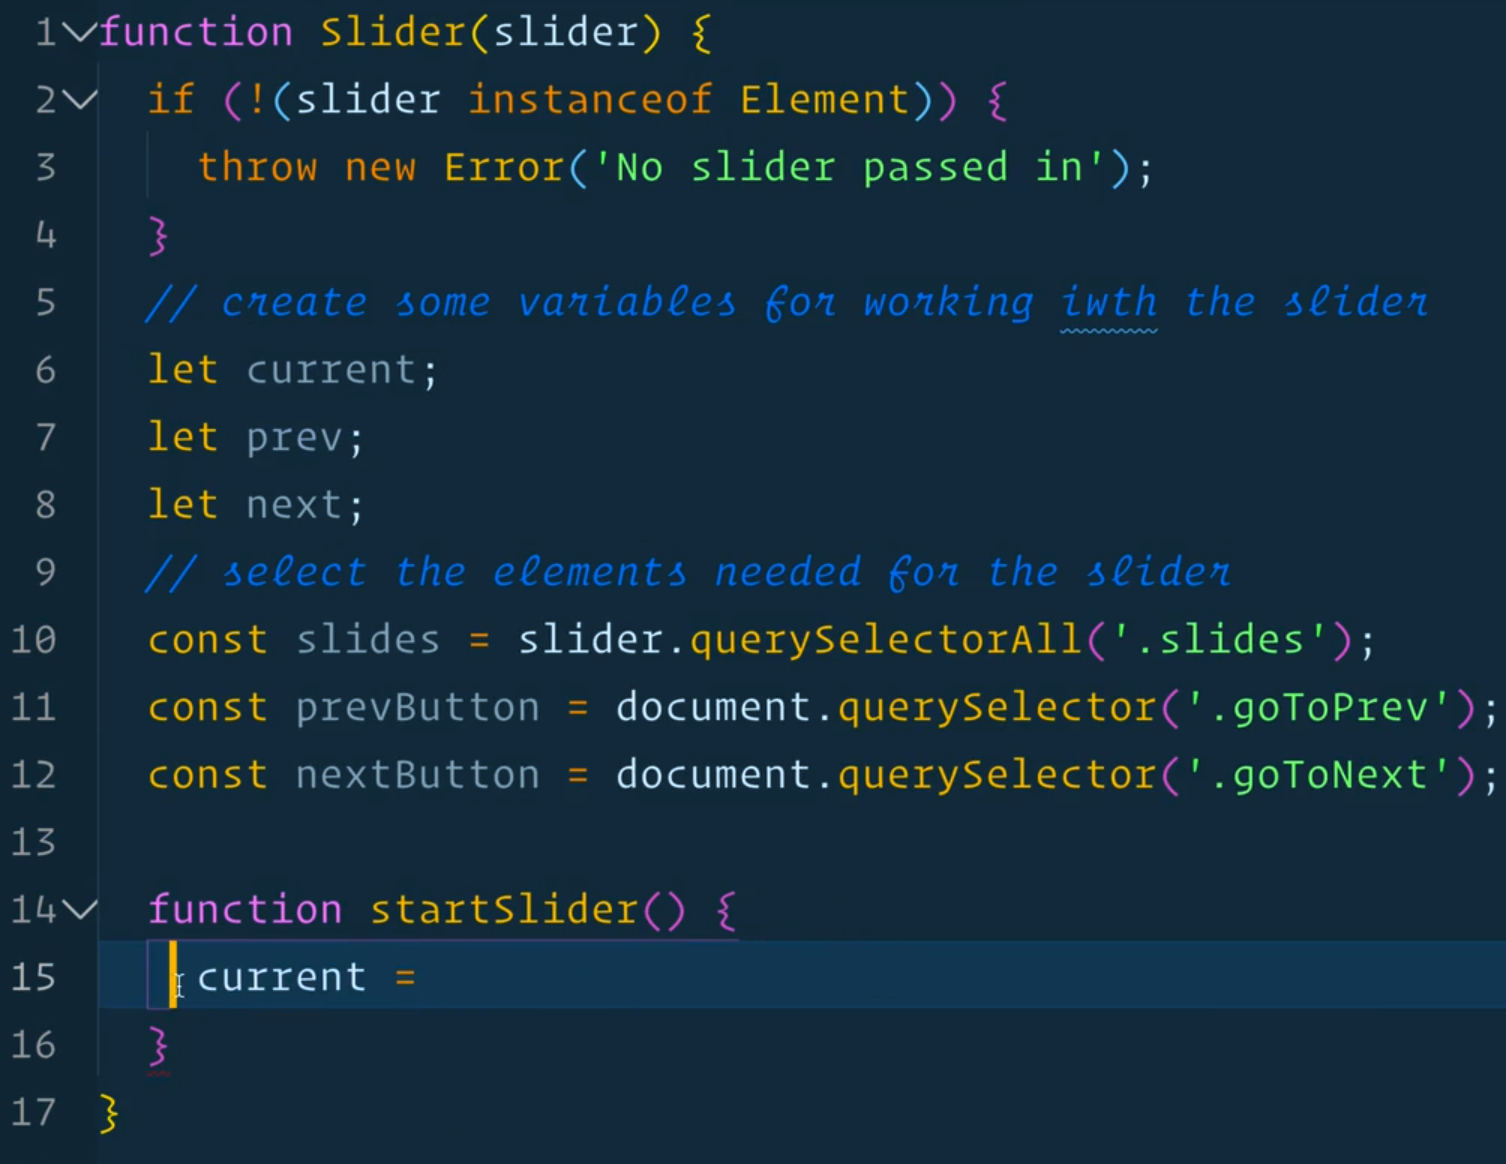 1 function Slider(slider) {
2 if (!(slider instanceof Element)) {
3 throw new Error('No slider passed in');
4 }
5 // create some variables for working iwth the slider
6 let current;
7 let prev;
8 let next;
9 // select the elements needed for the slider
10 const slides = slider.querySelectorAll('.slides');
11 const prevButton = document.querySelector('.goToPrev');
12 const nextButton = document.querySelector('.goToNext');
13
14 function startSlider() {
15 current =
16 }
17 }